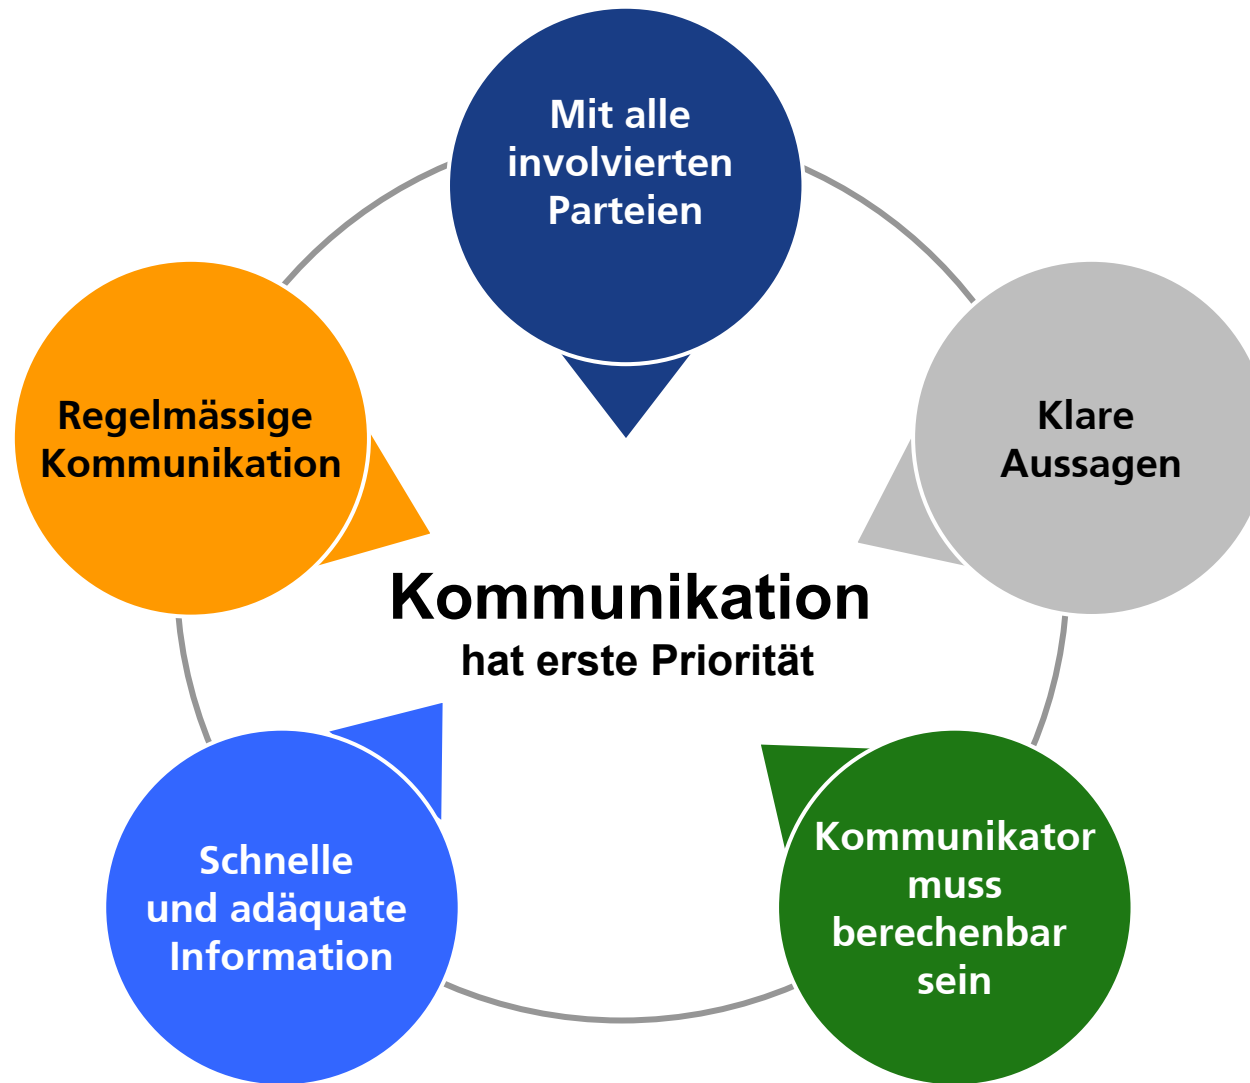 Mit alle
involvierten
Parteien
Regelmässige
Kommunikation
Klare
Aussagen
Kommunikation
hat erste Priorität
Schnelle
und adäquate
Information
Kommunikator
muss
berechenbar
sein